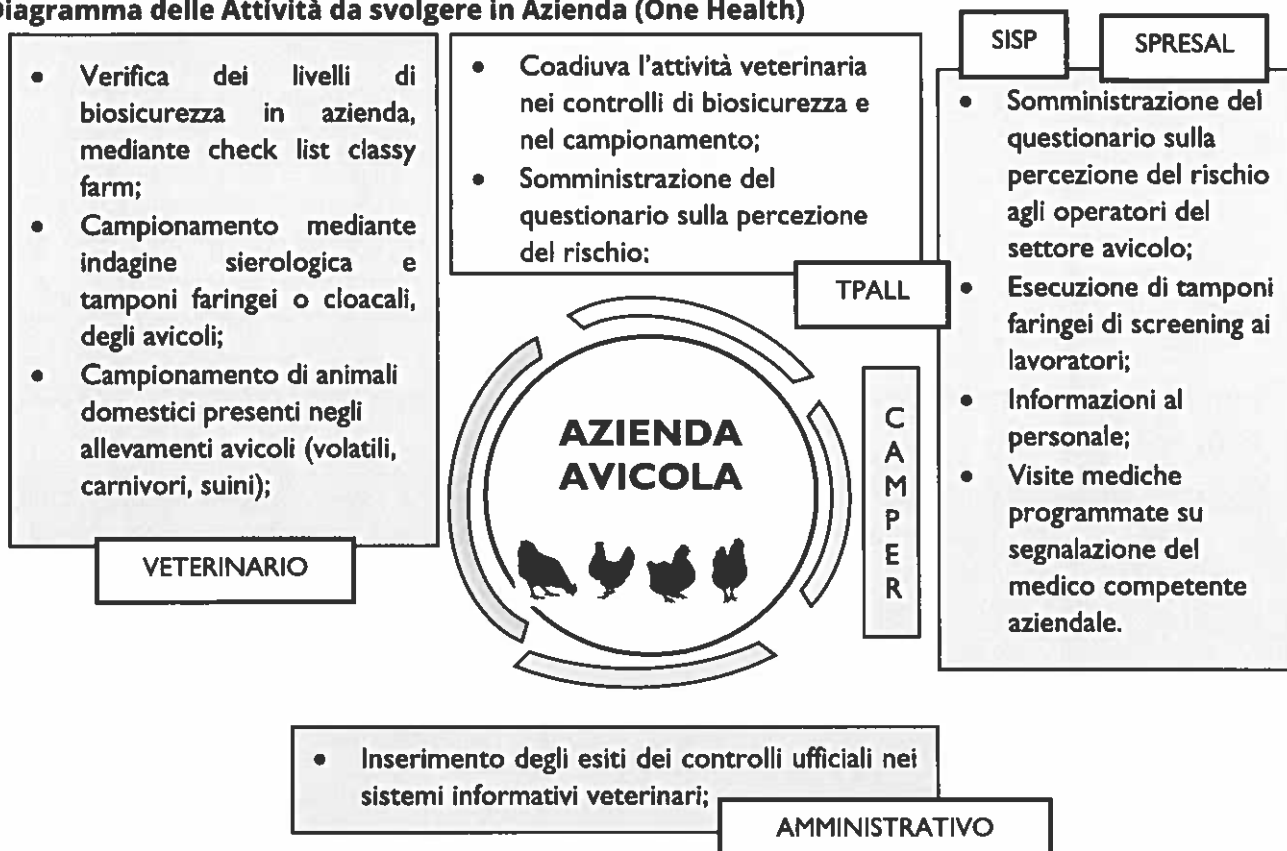 Diagramma delle Attività da svolgere in Azienda (One Health)
• Verifica dei livelli di
biosicurezza in azienda,
mediante check list classy
farm;
• Campionamento mediante
indagine sierologica e
tamponi faringei o cloacali,
degli avicoli;
• Campionamento di animali
domestici presenti negli
allevamenti avicoli (volatili,
carnivori, suini);
VETERINARIO
• Coadiuva l'attività veterinaria
nei controlli di biosicurezza e
nel campionamento;
• Somministrazione del
questionario sulla percezione
del rischio;
TPALL
SISP
SPRESAL
• Somministrazione del
questionario sulla
percezione del rischio
agli operatori del
settore avicolo;
• Esecuzione di tamponi
faringei di screening ai
lavoratori;
• Informazioni al
personale;
• Visite mediche
programmate su
segnalazione del
medico competente
aziendale.
C
A
M
P
E
R
AZIENDA
AVICOLA
• Inserimento degli esiti dei controlli ufficiali nei
sistemi informativi veterinari;
AMMINISTRATIVO